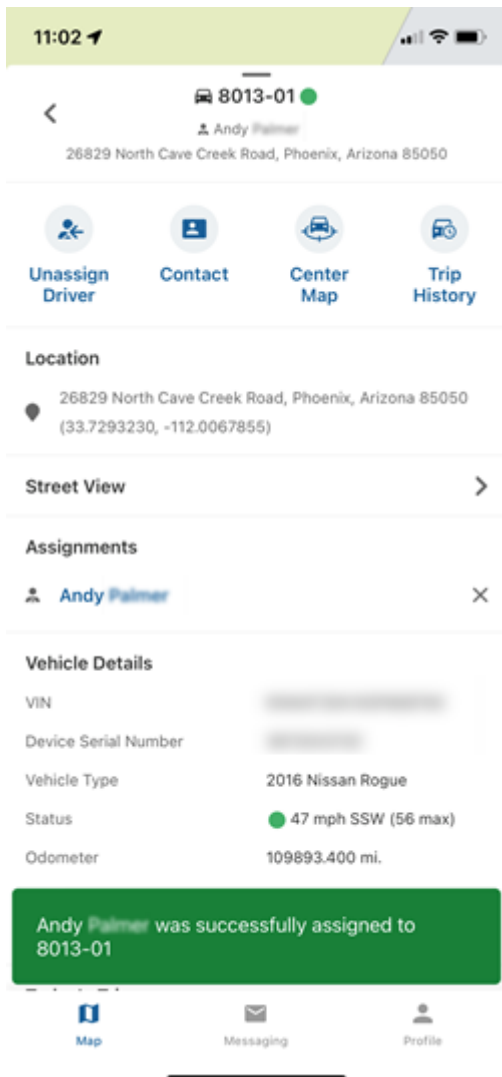 11:02
8013-01
Andy
26829 North Cave Creek Road, Phoenix, Arizona 85050
Unassign Driver
Contact
Center Map
Trip History
Location
26829 North Cave Creek Road, Phoenix, Arizona 85050
(33.7293230, -112.0067855)
Street View
Assignments
Andy
Vehicle Details
VIN
Device Serial Number
Vehicle Type 2016 Nissan Rogue
Status 47 mph SSW (56 max)
Odometer 109893.400 mi.
Andy was successfully assigned to
8013-01
Map
Messaging
Profile